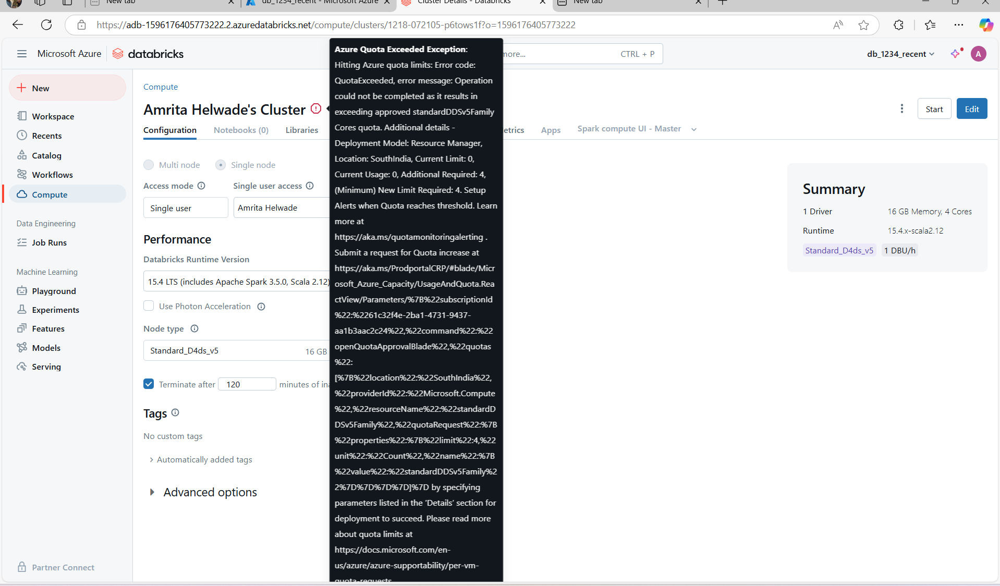 New tab
db_1234_recent - Microsoft Azure
Cluster Details - Databricks
New tab
https://adb-1596176405773222.2.azuredatabricks.net/compute/clusters/1218-072105-p6tows1f?o=1596176405773222
Microsoft Azure
databricks
more...
CTRL + P
db_1234_recent
A
New
Workspace
Recents
Catalog
Workflows
Compute
Data Engineering
Job Runs
Machine Learning
Playground
Experiments
Features
Models
Serving
Partner Connect
Compute
Amrita Helwade's Cluster
Start
Edit
Configuration
Notebooks (0)
Libraries
etrics
Apps
Spark compute UI - Master
Multi node
Single node
Access mode
Single user access
Single user
Amrita Helwade
Performance
Databricks Runtime Version
15.4 LTS (includes Apache Spark 3.5.0, Scala 2.12)
Use Photon Acceleration
Node type
Standard_D4ds_v5
16 GB
Terminate after
120
minutes of ina
Tags
No custom tags
Automatically added tags
Advanced options
Azure Quota Exceeded Exception:
Hitting Azure quota limits: Error code:
QuotaExceeded, error message: Operation
could not be completed as it results in
exceeding approved standardDDSv5Family
Cores quota. Additional details -
Deployment Model: Resource Manager,
Location: SouthIndia, Current Limit: 0,
Current Usage: 0, Additional Required: 4,
(Minimum) New Limit Required: 4. Setup
Alerts when Quota reaches threshold. Learn
more at
https://aka.ms/quotamonitoringalerting .
Submit a request for Quota increase at
https://aka.ms/ProdportalCRP/#blade/Micr
osoft_Azure_Capacity/UsageAndQuota.Rea
ctView/Parameters/%7B%22subscriptionId
%22:%2261c32f4e-2ba1-4731-9437-
aa1b3aac2c24%22,%22command%22:%22
openQuotaApprovalBlade%22,%22quotas
%22:
[%7B%22location%22:%22SouthIndia%22,
%22providerId%22:%22Microsoft.Compute
%22,%22resourceName%22:%22standardD
DSv5Family%22,%22quotaRequest%22:%7B
%22properties%22:%7B%22limit%22:4,%22
unit%22:%22Count%22,%22name%22:%7B
%22value%22:%22standardDDSv5Family%2
2%7D%7D%7D%7D]%7D by specifying
parameters listed in the ‘Details’ section for
deployment to succeed. Please read more
about quota limits at
https://docs.microsoft.com/en-
us/azure/azure-supportability/per-vm-
quota-requests
Summary
1 Driver
16 GB Memory, 4 Cores
Runtime
15.4.x-scala2.12
Standard_D4ds_v5
1 DBU/h